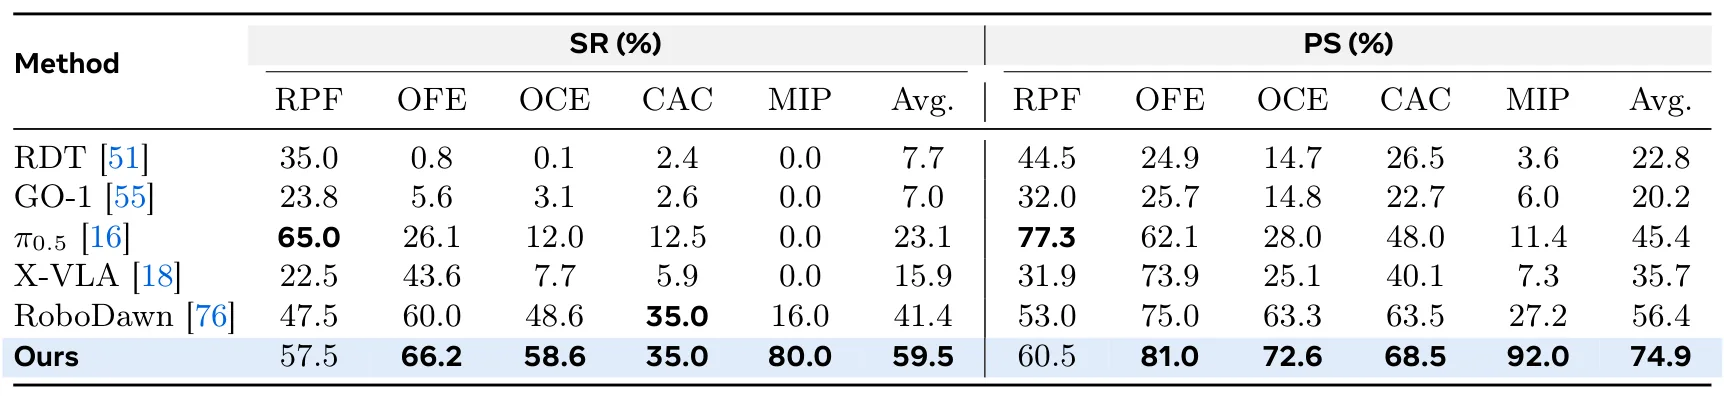 Method SR (%) PS (%)
RPF OFE OCE CAC MIP Avg. RPF OFE OCE CAC MIP Avg.
RDT [51] 35.0 0.8 0.1 2.4 0.0 7.7 44.5 24.9 14.7 26.5 3.6 22.8
GO-1 [55] 23.8 5.6 3.1 2.6 0.0 7.0 32.0 25.7 14.8 22.7 6.0 20.2
π0.5 [16] 65.0 26.1 12.0 12.5 0.0 23.1 77.3 62.1 28.0 48.0 11.4 45.4
X-VLA [18] 22.5 43.6 7.7 5.9 0.0 15.9 31.9 73.9 25.1 40.1 7.3 35.7
RoboDawn [76] 47.5 60.0 48.6 35.0 16.0 41.4 53.0 75.0 63.3 63.5 27.2 56.4
Ours 57.5 66.2 58.6 35.0 80.0 59.5 60.5 81.0 72.6 68.5 92.0 74.9